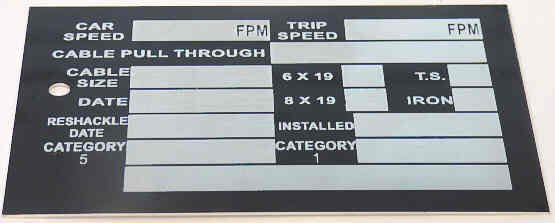 CAR SPEED FPM TRIP SPEED FPM
CABLE PULL THROUGH
CABLE SIZE 6 X 19 T.S.
DATE 8 X 19 IRON
RESHACKLE DATE INSTALLED
CATEGORY 5 CATEGORY 1